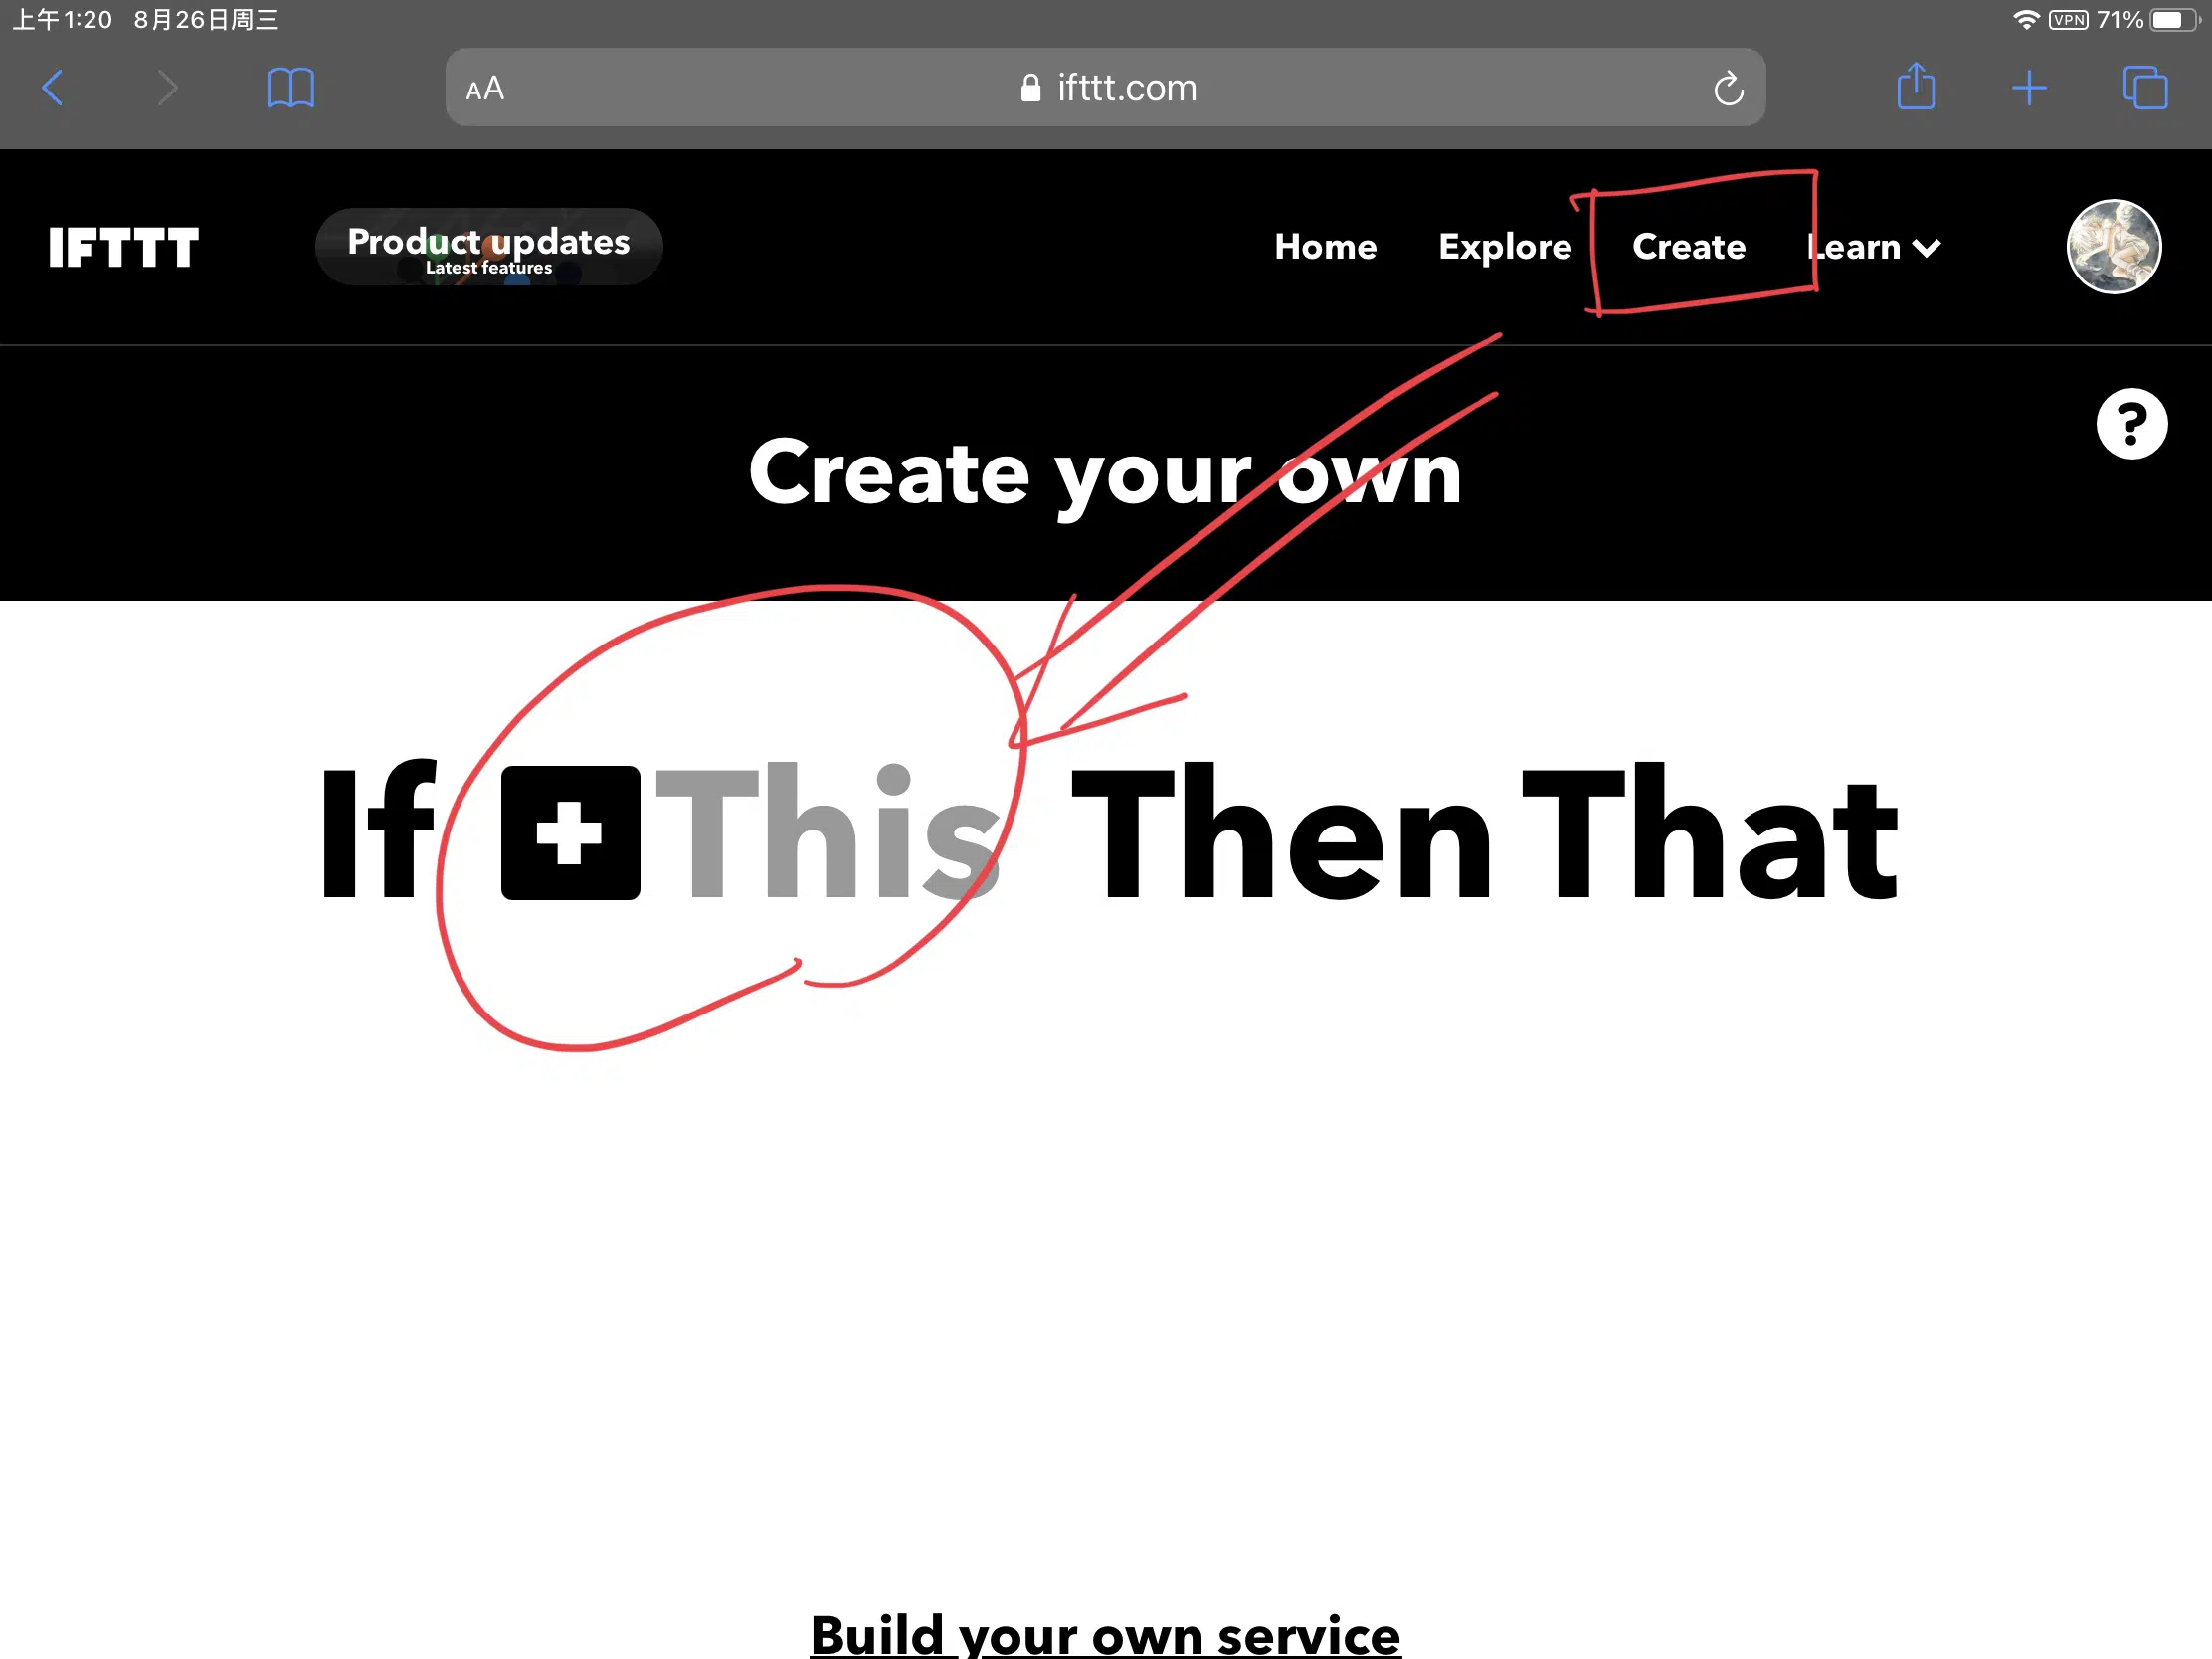 上午1:20 8月26日周三 VPN 71%
AA ifttt.com
IFTTT Product updates Home Explore Create Learn
Latest features
?
Create your own
If This Then That
Build your own service